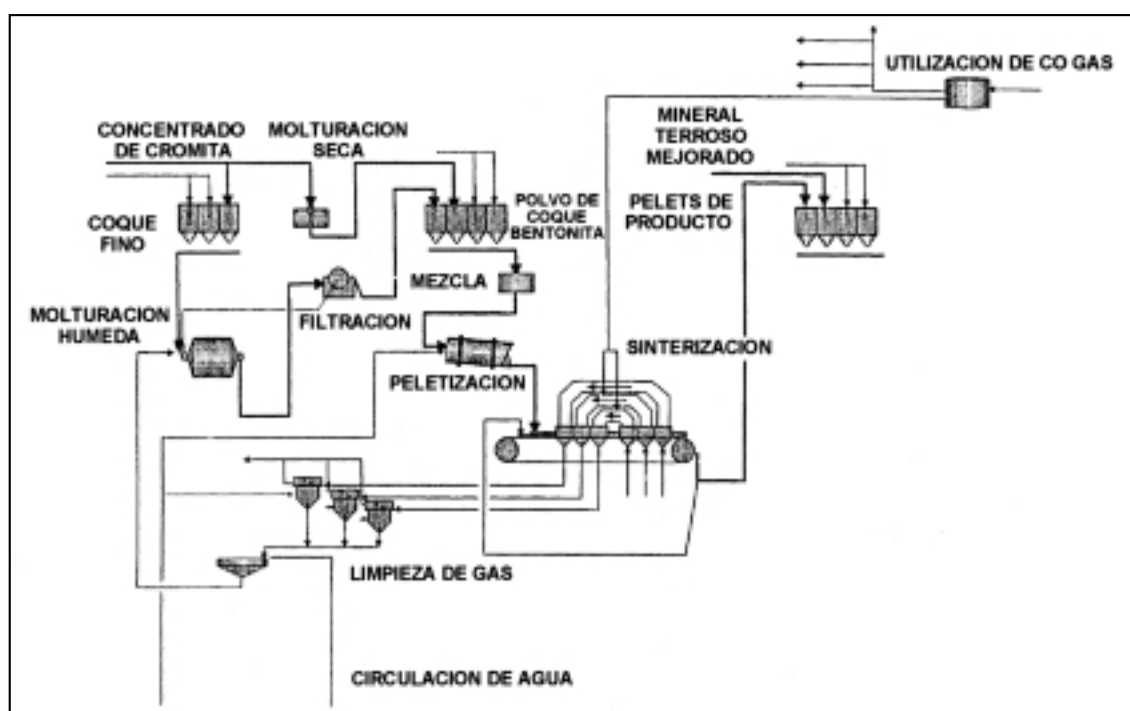 UTILIZACION DE CO GAS
MINERAL
TERROSO
MEJORADO
CONCENTRADO
DE CROMITA
MOLTURACION
SECA
PELETS DE
PRODUCTO
POLVO DE
COQUE
BENTONITA
COQUE
FINO
MEZCLA
MOLTURACION
HUMEDA
FILTRACION
SINTERIZACION
PELETIZACION
LIMPIEZA DE GAS
CIRCULACION DE AGUA